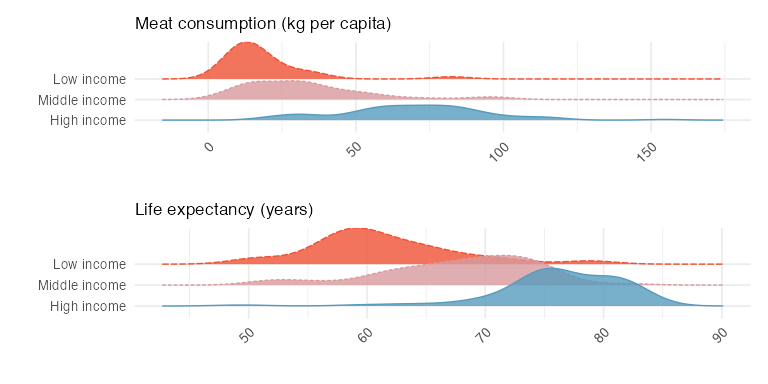 Meat consumption (kg per capita)
Low income
Middle income
High income
0 50 100 150
Life expectancy (years)
Low income
Middle income
High income
50 60 70 80 90